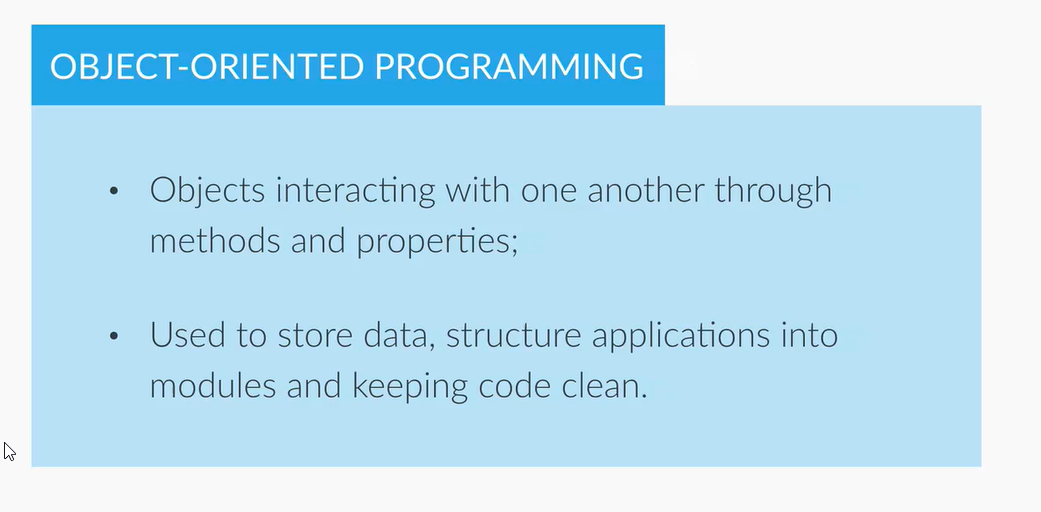 OBJECT-ORIENTED PROGRAMMING
• Objects interacting with one another through
methods and properties;
• Used to store data, structure applications into
modules and keeping code clean.